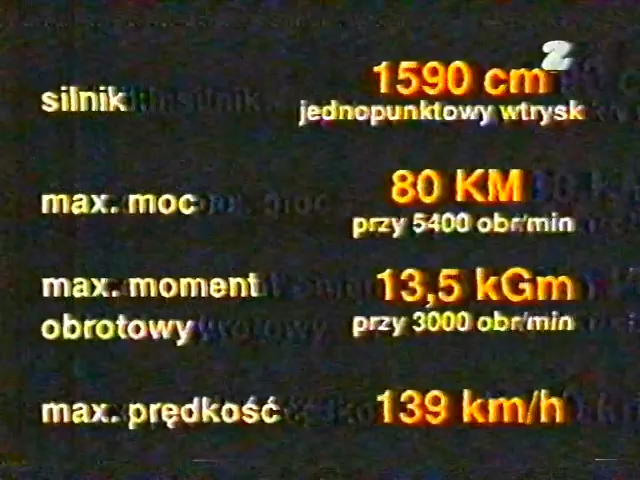 2
silnik 1590 cm
jednopunktowy wtrysk
max. moc 80 KM
przy 5400 obr/min
max. moment 13,5 kGm
obrotowy przy 3000 obr/min
max. prędkość 139 km/h